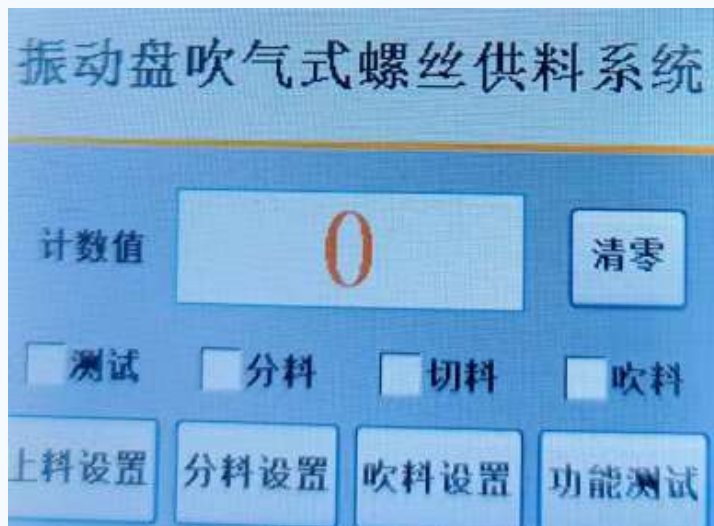 振动盘吹气式螺丝供料系统
计数值 0 清零
测试 分料 切料 吹料
上料设置 分料设置 吹料设置 功能测试